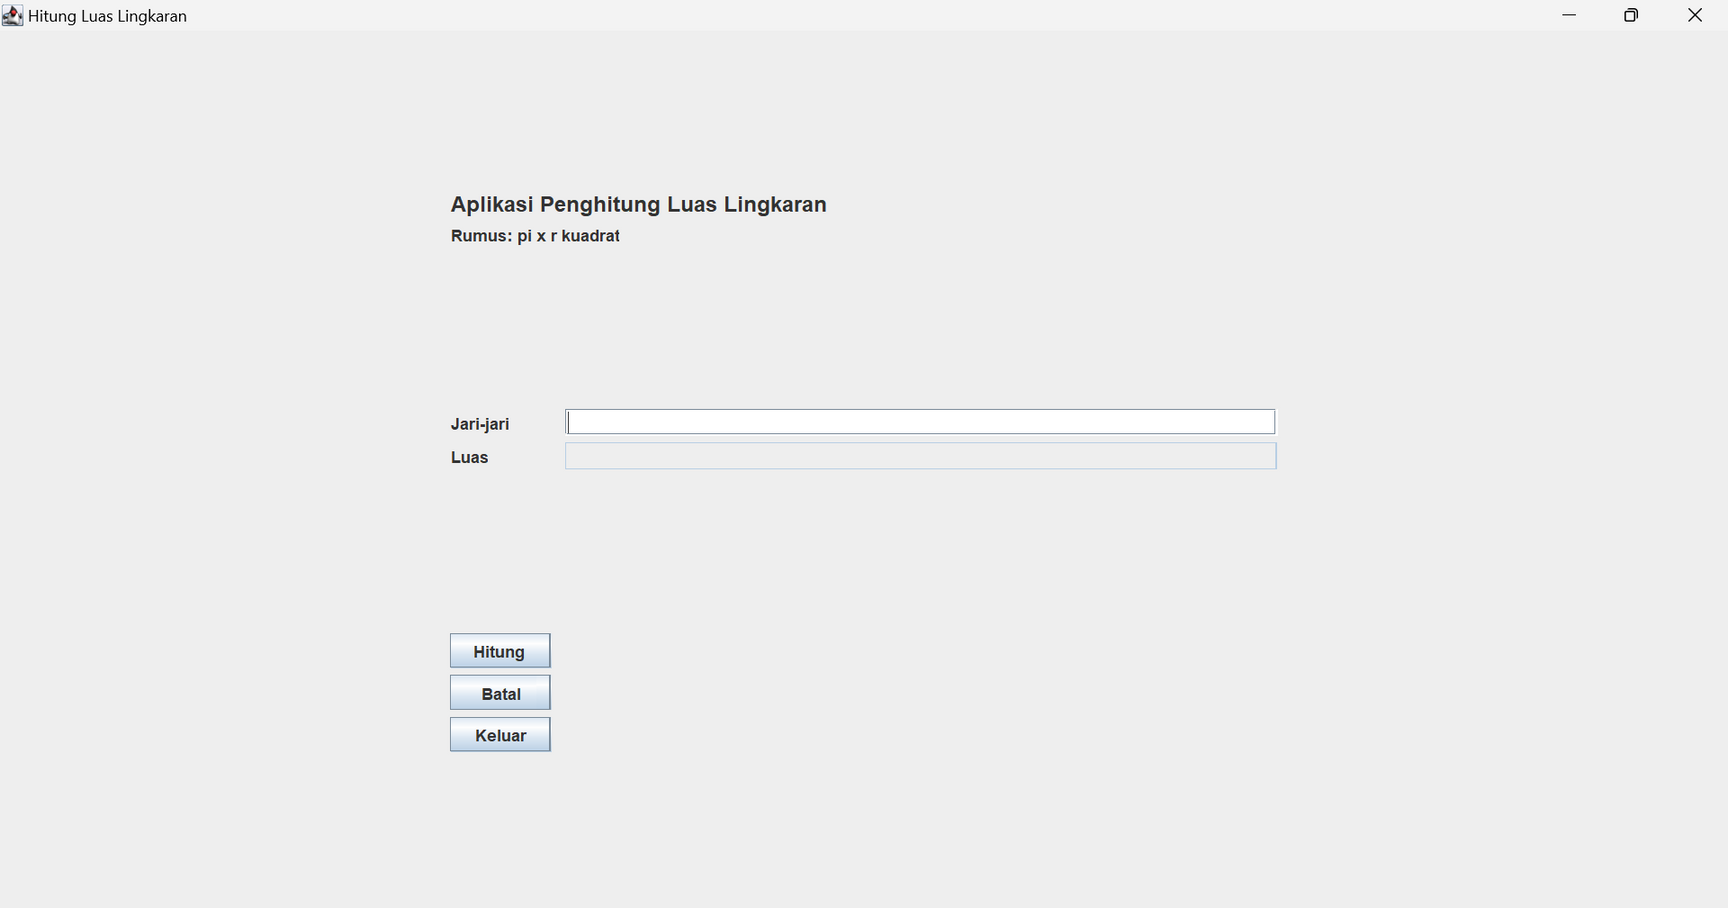 Hitung Luas Lingkaran
Aplikasi Penghitung Luas Lingkaran
Rumus: pi x r kuadrat
Jari-jari
Luas
Hitung
Batal
Keluar